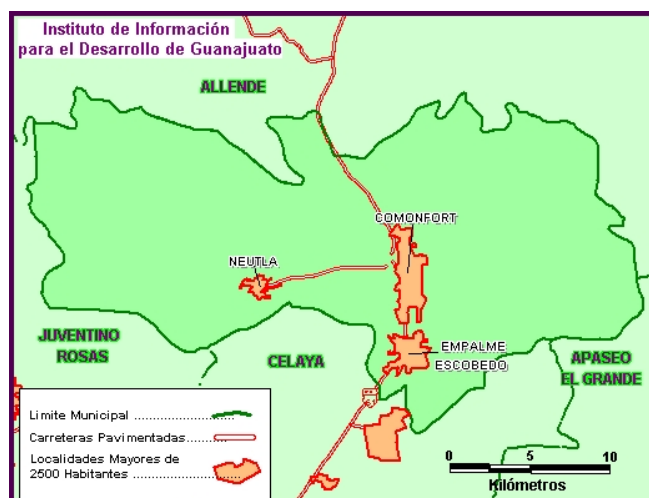 Instituto de Información
para el Desarrollo de Guanajuato
ALLENDE
COMONFORT
NEUTLA
JUVENTINO
ROSAS
CELAYA
EMPALME
ESCOBEDO
APASEO
EL GRANDE
Limite Municipal
Carreteras Pavimentadas
Localidades Mayores de
2500 Habitantes
0 5 10
Kilómetros